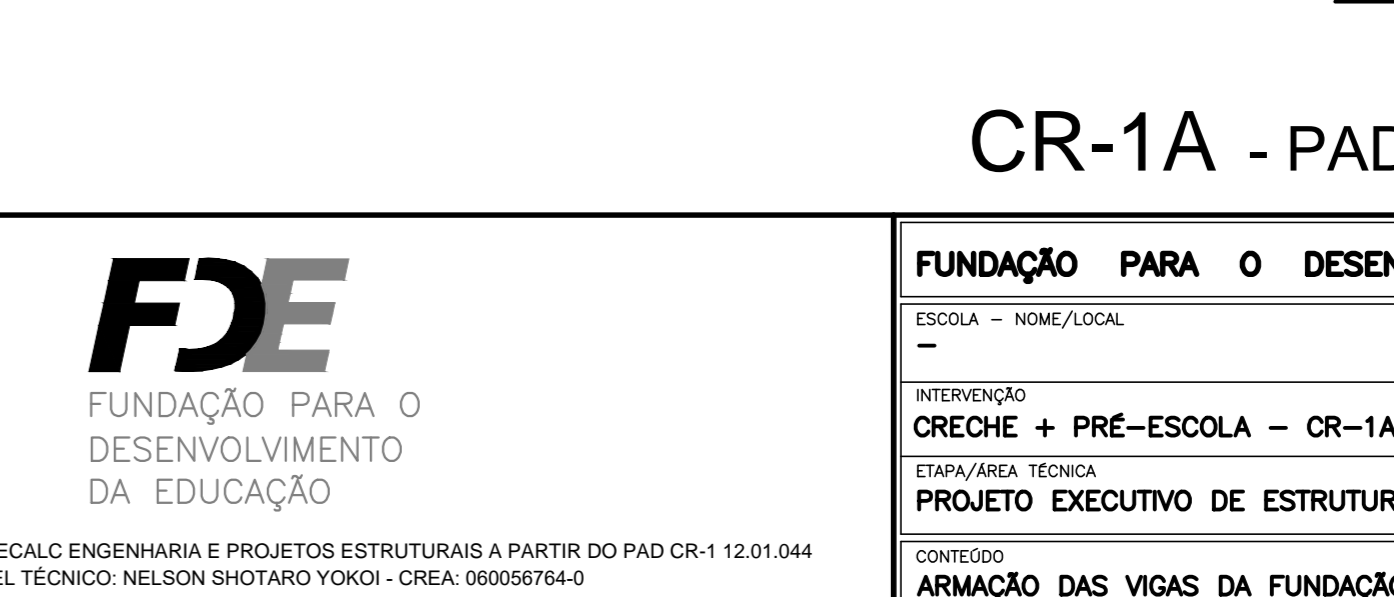 CR-1A - PAD
FDE
FUNDAÇÃO PARA O
DESENVOLVIMENTO
DA EDUCAÇÃO
ECALC ENGENHARIA E PROJETOS ESTRUTURAIS A PARTIR DO PAD CR-1 12.01.044
EL TÉCNICO: NELSON SHOTARO YOKOI - CREA: 060056764-0
FUNDAÇÃO PARA O DESEN
ESCOLA - NOME/LOCAL
-
INTERVENÇÃO
CRECHE + PRÉ-ESCOLA - CR-1A
ETAPA/ÁREA TÉCNICA
PROJETO EXECUTIVO DE ESTRUTUR
CONTEÚDO
ARMAÇÃO DAS VIGAS DA FUNDAÇÃO